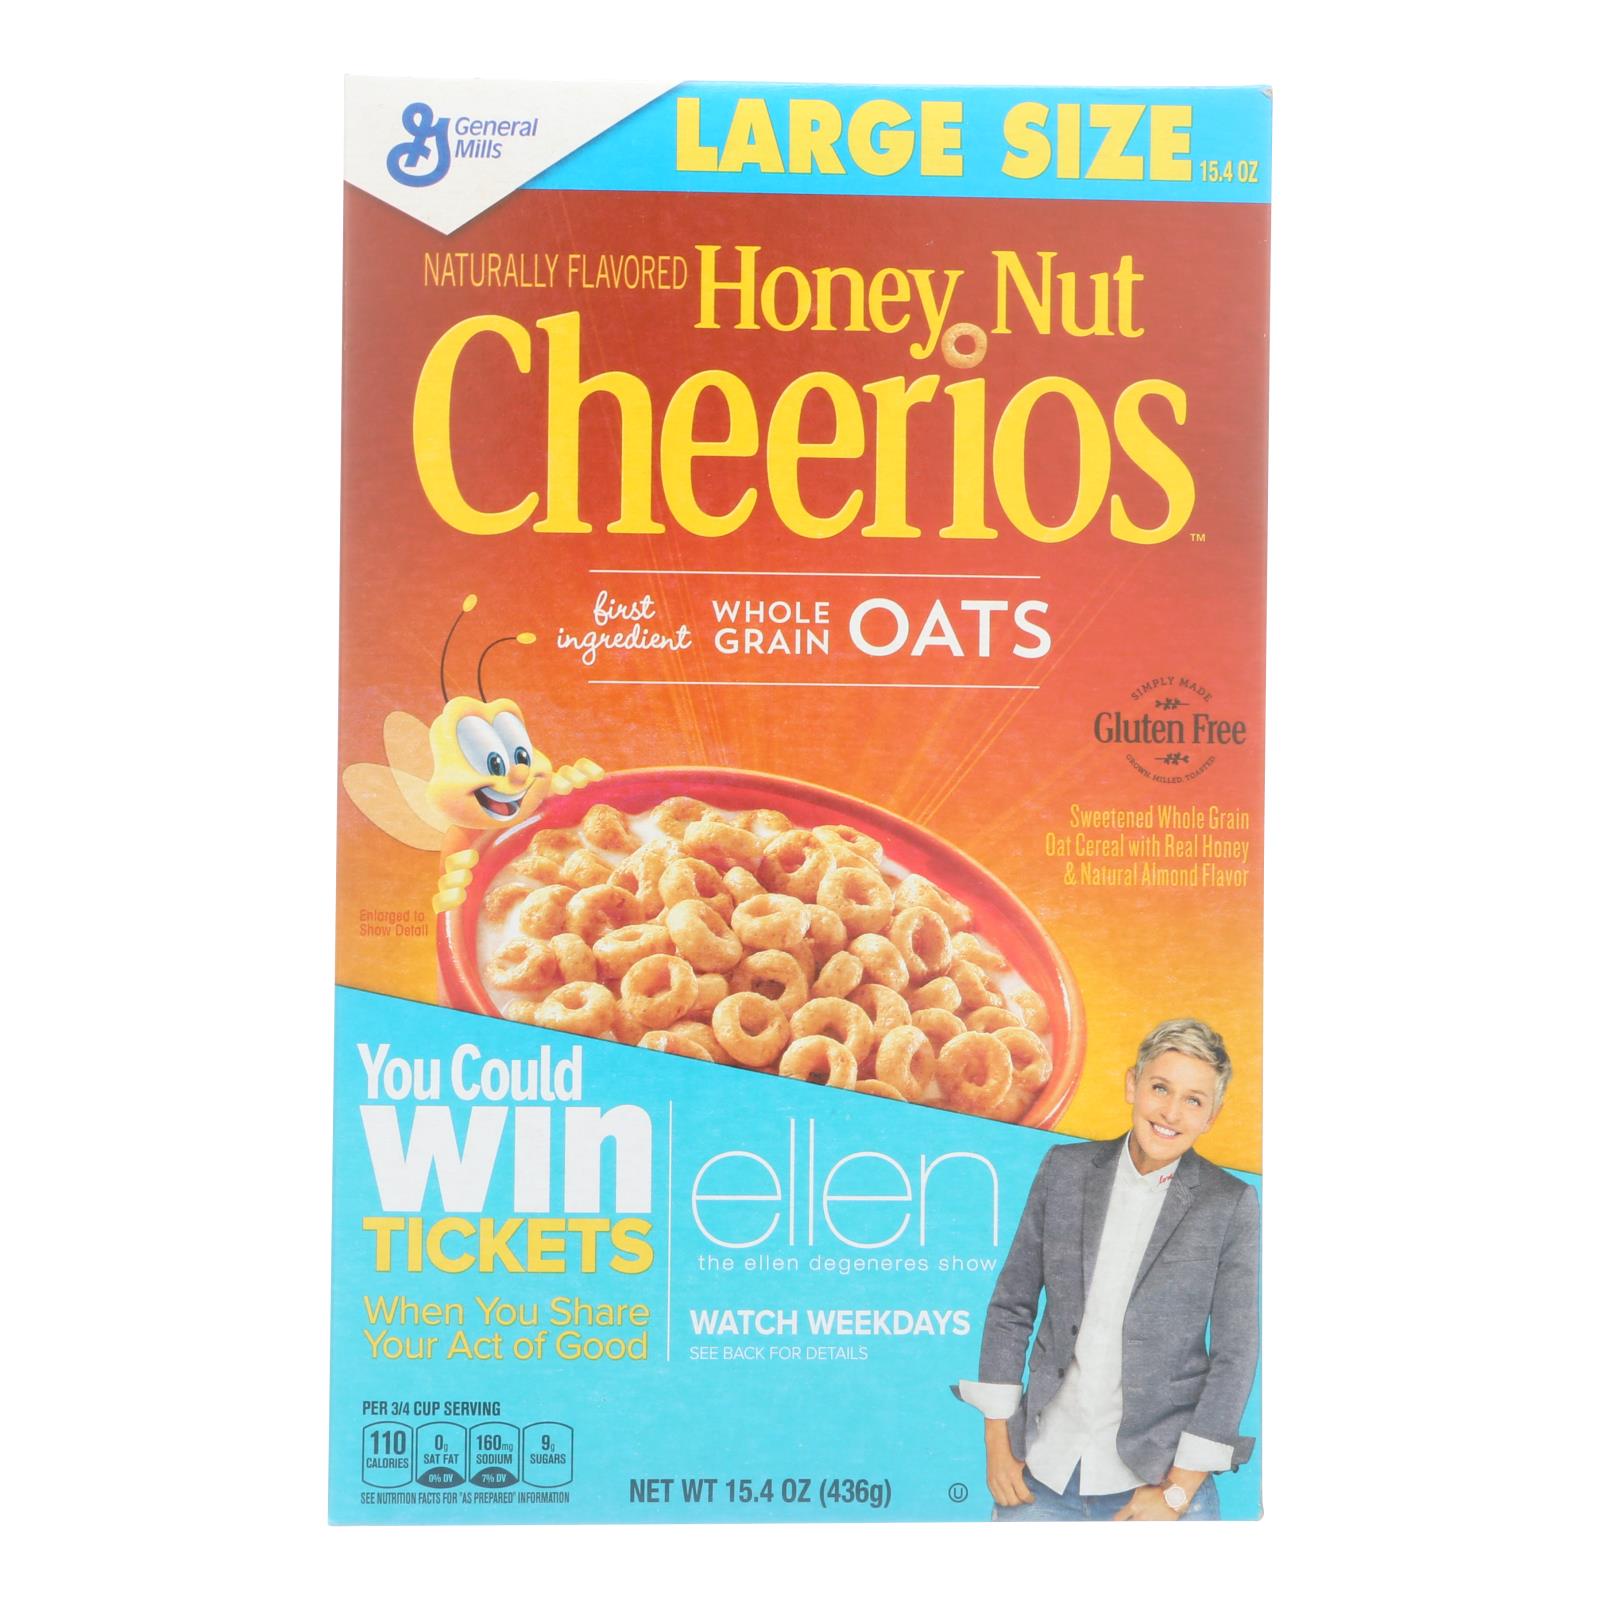 General
Mills
LARGE SIZE 15.4 OZ
NATURALLY FLAVORED Honey Nut
Cheerios™
first
ingredient
WHOLE
GRAIN
OATS
SIMPLY MADE
Gluten Free
GROWN. MILLED. TOASTED.
Sweetened Whole Grain
Oat Cereal with Real Honey
& Natural Almond Flavor
Enlarged to
Show Detail
You Could
win
TICKETS
When You Share
Your Act of Good
ellen
the ellen degeneres show
WATCH WEEKDAYS
SEE BACK FOR DETAILS
PER 3/4 CUP SERVING
110
CALORIES
0g
SAT FAT
0% DV
160mg
SODIUM
7% DV
9g
SUGARS
SEE NUTRITION FACTS FOR "AS PREPARED" INFORMATION
NET WT 15.4 OZ (436g)
U